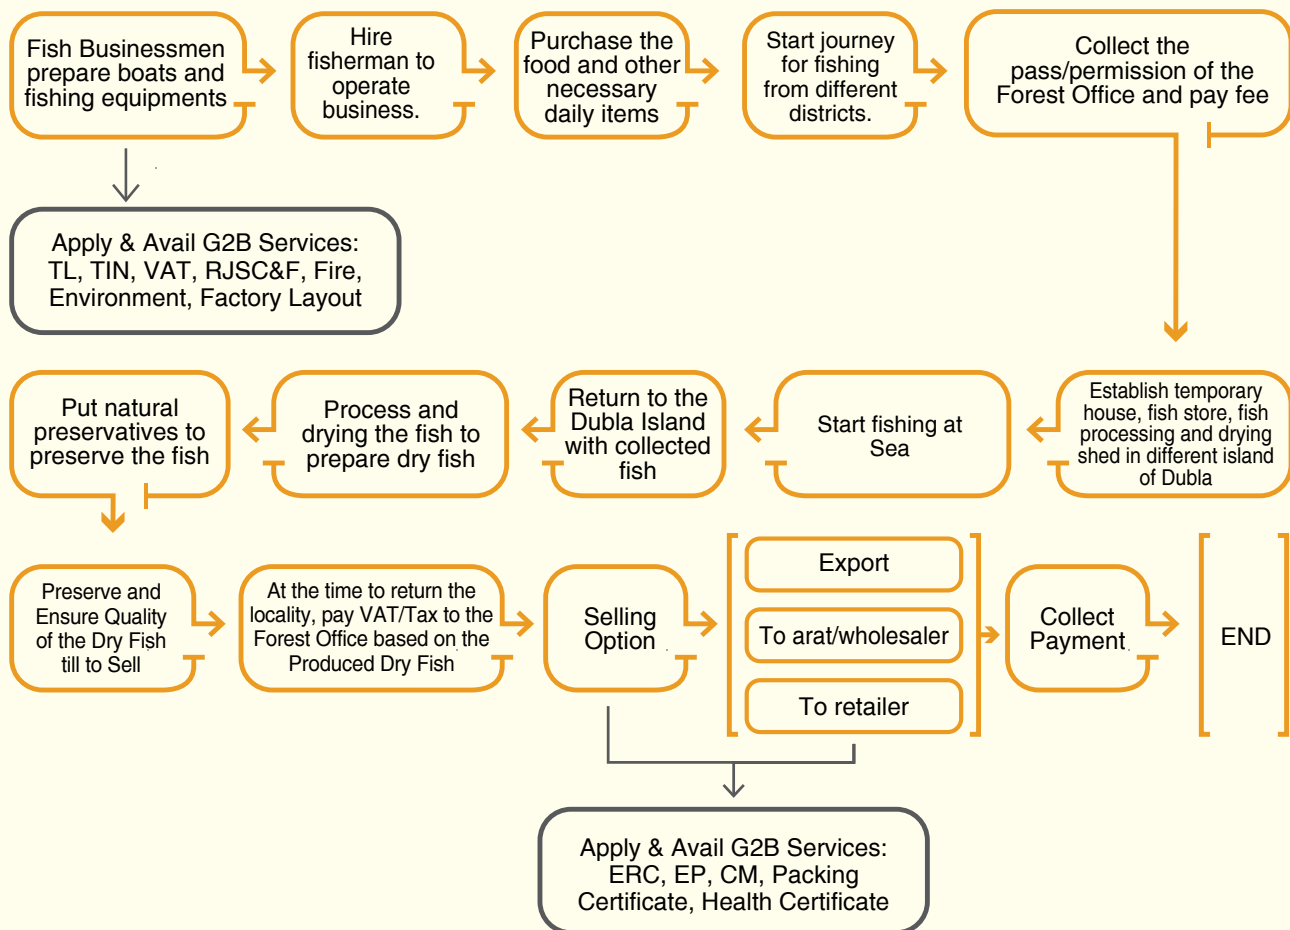 Fish Businessmen
prepare boats and
fishing equipments
Hire
fisherman to
operate
business.
Purchase the
food and other
necessary
daily items
Start journey
for fishing
from different
districts.
Collect the
pass/permission of the
Forest Office and pay fee
Apply & Avail G2B Services:
TL, TIN, VAT, RJSC&F, Fire,
Environment, Factory Layout
Establish temporary
house, fish store, fish
processing and drying
shed in different island
of Dubla
Start fishing at
Sea
Return to the
Dubla Island
with collected
fish
Process and
drying the fish to
prepare dry fish
Put natural
preservatives to
preserve the fish
Preserve and
Ensure Quality
of the Dry Fish
till to Sell
At the time to return the
locality, pay VAT/Tax to the
Forest Office based on the
Produced Dry Fish
Selling
Option
Export
To arat/wholesaler
To retailer
Collect
Payment
END
Apply & Avail G2B Services:
ERC, EP, CM, Packing
Certificate, Health Certificate